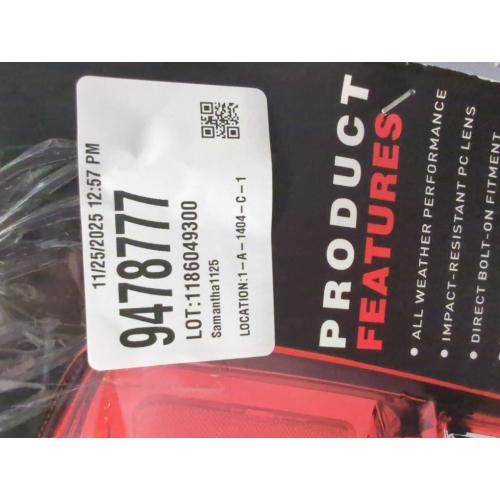 11/25/2025 12:57 PM
9478777
LOT:1186049300
Samantha1125
LOCATION:1-A-1404-C-1
PRODUCT
FEATURES
• ALL WEATHER PERFORMANCE
• IMPACT-RESISTANT PC LENS
• DIRECT BOLT-ON FITMENT